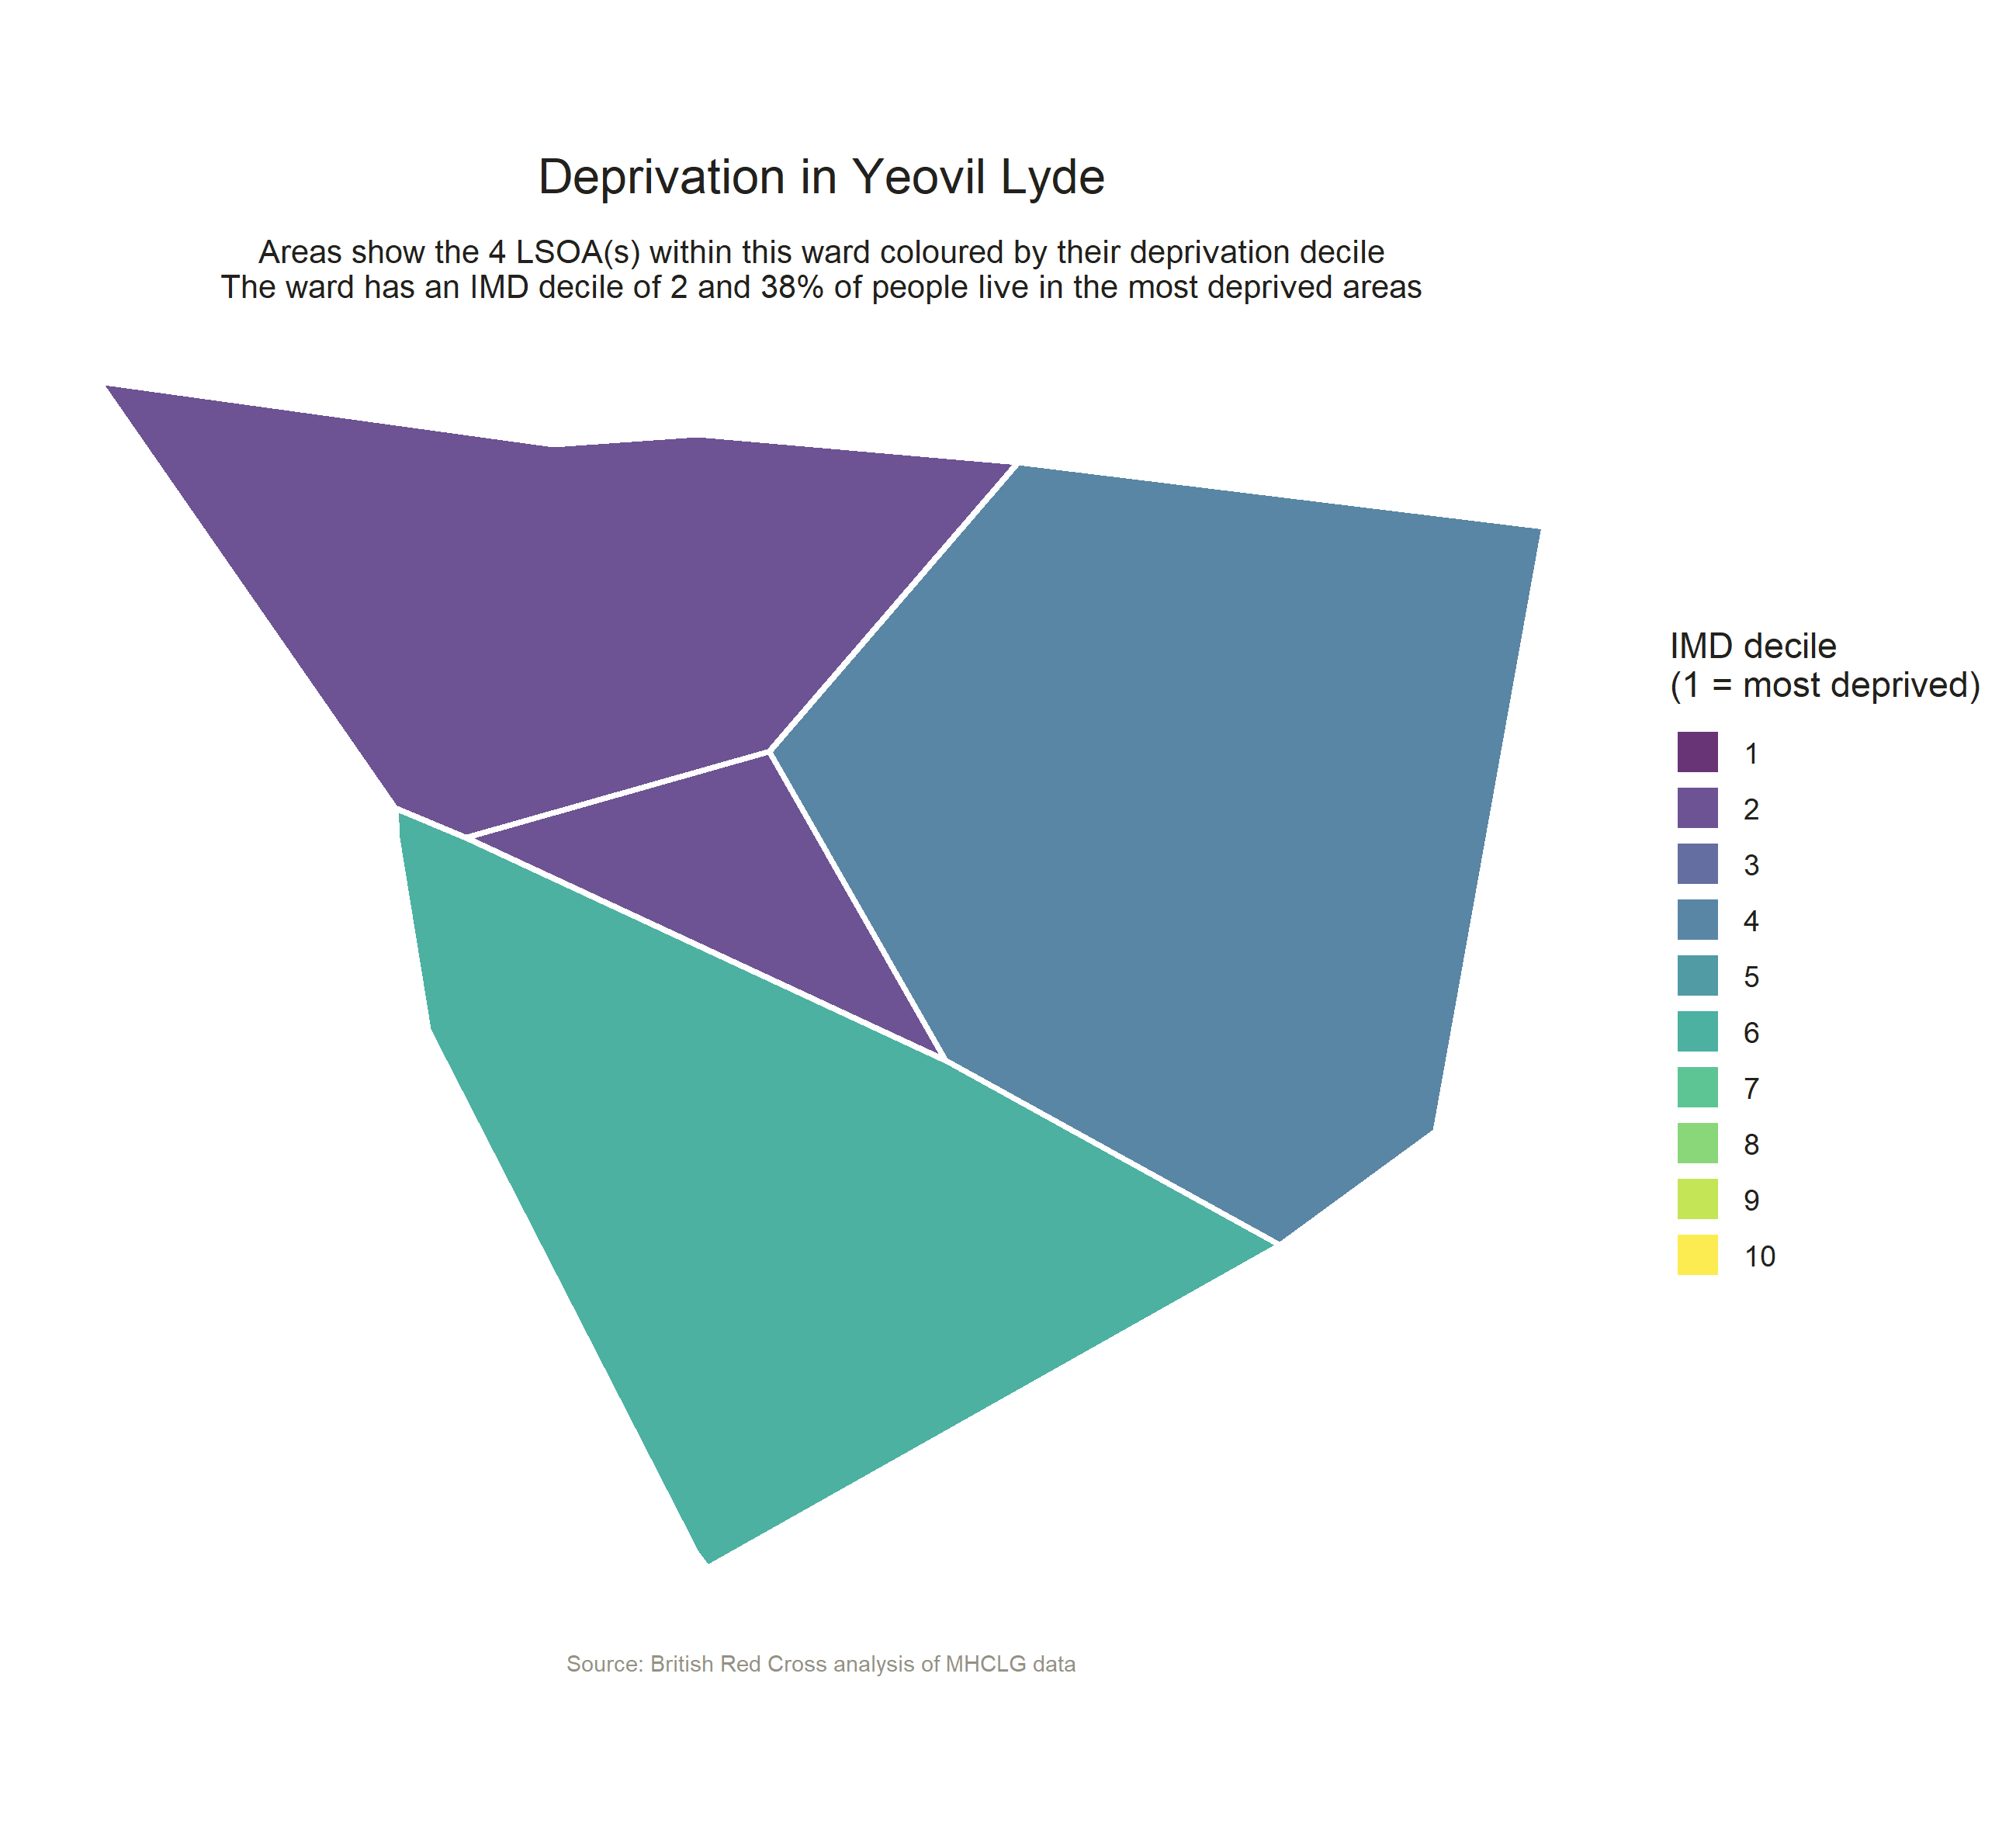 Deprivation in Yeovil Lyde
Areas show the 4 LSOA(s) within this ward coloured by their deprivation decile
The ward has an IMD decile of 2 and 38% of people live in the most deprived areas
IMD decile
(1 = most deprived)
1
2
3
4
5
6
7
8
9
10
Source: British Red Cross analysis of MHCLG data